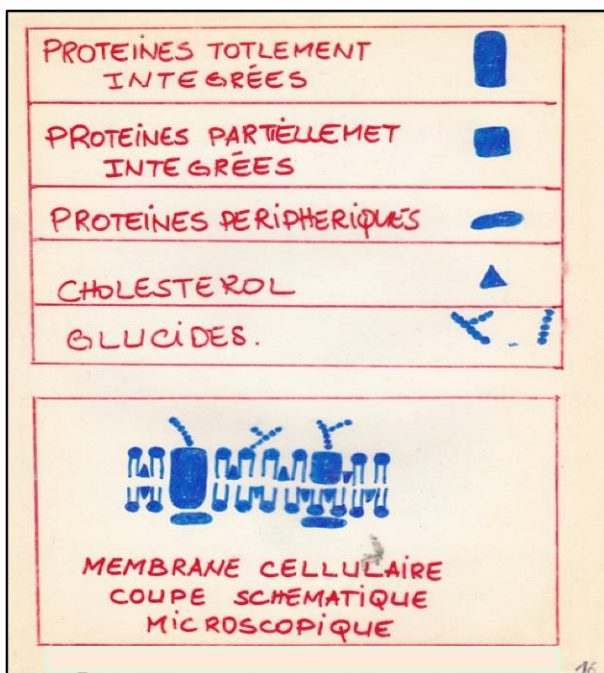 PROTEINES TOTLEMENT
INTEGRÉES
PROTEINES PARTIELLEMET
INTEGRÉES
PROTEINES PERIPHERIQUES
CHOLESTEROL
GLUCIDES.
MEMBRANE CELLULAIRE
COUPE SCHEMATIQUE
MICROSCOPIQUE
16